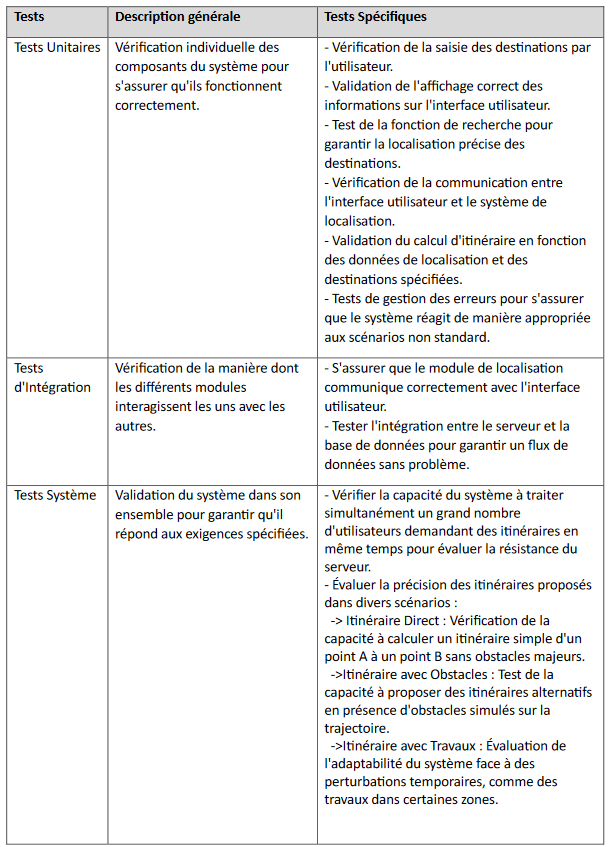 Tests
Description générale
Tests Spécifiques
Tests Unitaires
Vérification individuelle des
composants du système pour
s'assurer qu'ils fonctionnent
correctement.
- Vérification de la saisie des destinations par
l'utilisateur.
- Validation de l'affichage correct des
informations sur l'interface utilisateur.
- Test de la fonction de recherche pour
garantir la localisation précise des
destinations.
- Vérification de la communication entre
l'interface utilisateur et le système de
localisation.
- Validation du calcul d'itinéraire en fonction
des données de localisation et des
destinations spécifiées.
- Tests de gestion des erreurs pour s'assurer
que le système réagit de manière appropriée
aux scénarios non standard.
Tests
d'Intégration
Vérification de la manière dont
les différents modules
interagissent les uns avec les
autres.
- S'assurer que le module de localisation
communique correctement avec l'interface
utilisateur.
- Tester l'intégration entre le serveur et la
base de données pour garantir un flux de
données sans problème.
Tests Système
Validation du système dans son
ensemble pour garantir qu'il
répond aux exigences spécifiées.
- Vérifier la capacité du système à traiter
simultanément un grand nombre
d'utilisateurs demandant des itinéraires en
même temps pour évaluer la résistance du
serveur.
- Évaluer la précision des itinéraires proposés
dans divers scénarios :
-> Itinéraire Direct : Vérification de la
capacité à calculer un itinéraire simple d'un
point A à un point B sans obstacles majeurs.
->Itinéraire avec Obstacles : Test de la
capacité à proposer des itinéraires alternatifs
en présence d'obstacles simulés sur la
trajectoire.
->Itinéraire avec Travaux : Évaluation de
l'adaptabilité du système face à des
perturbations temporaires, comme des
travaux dans certaines zones.